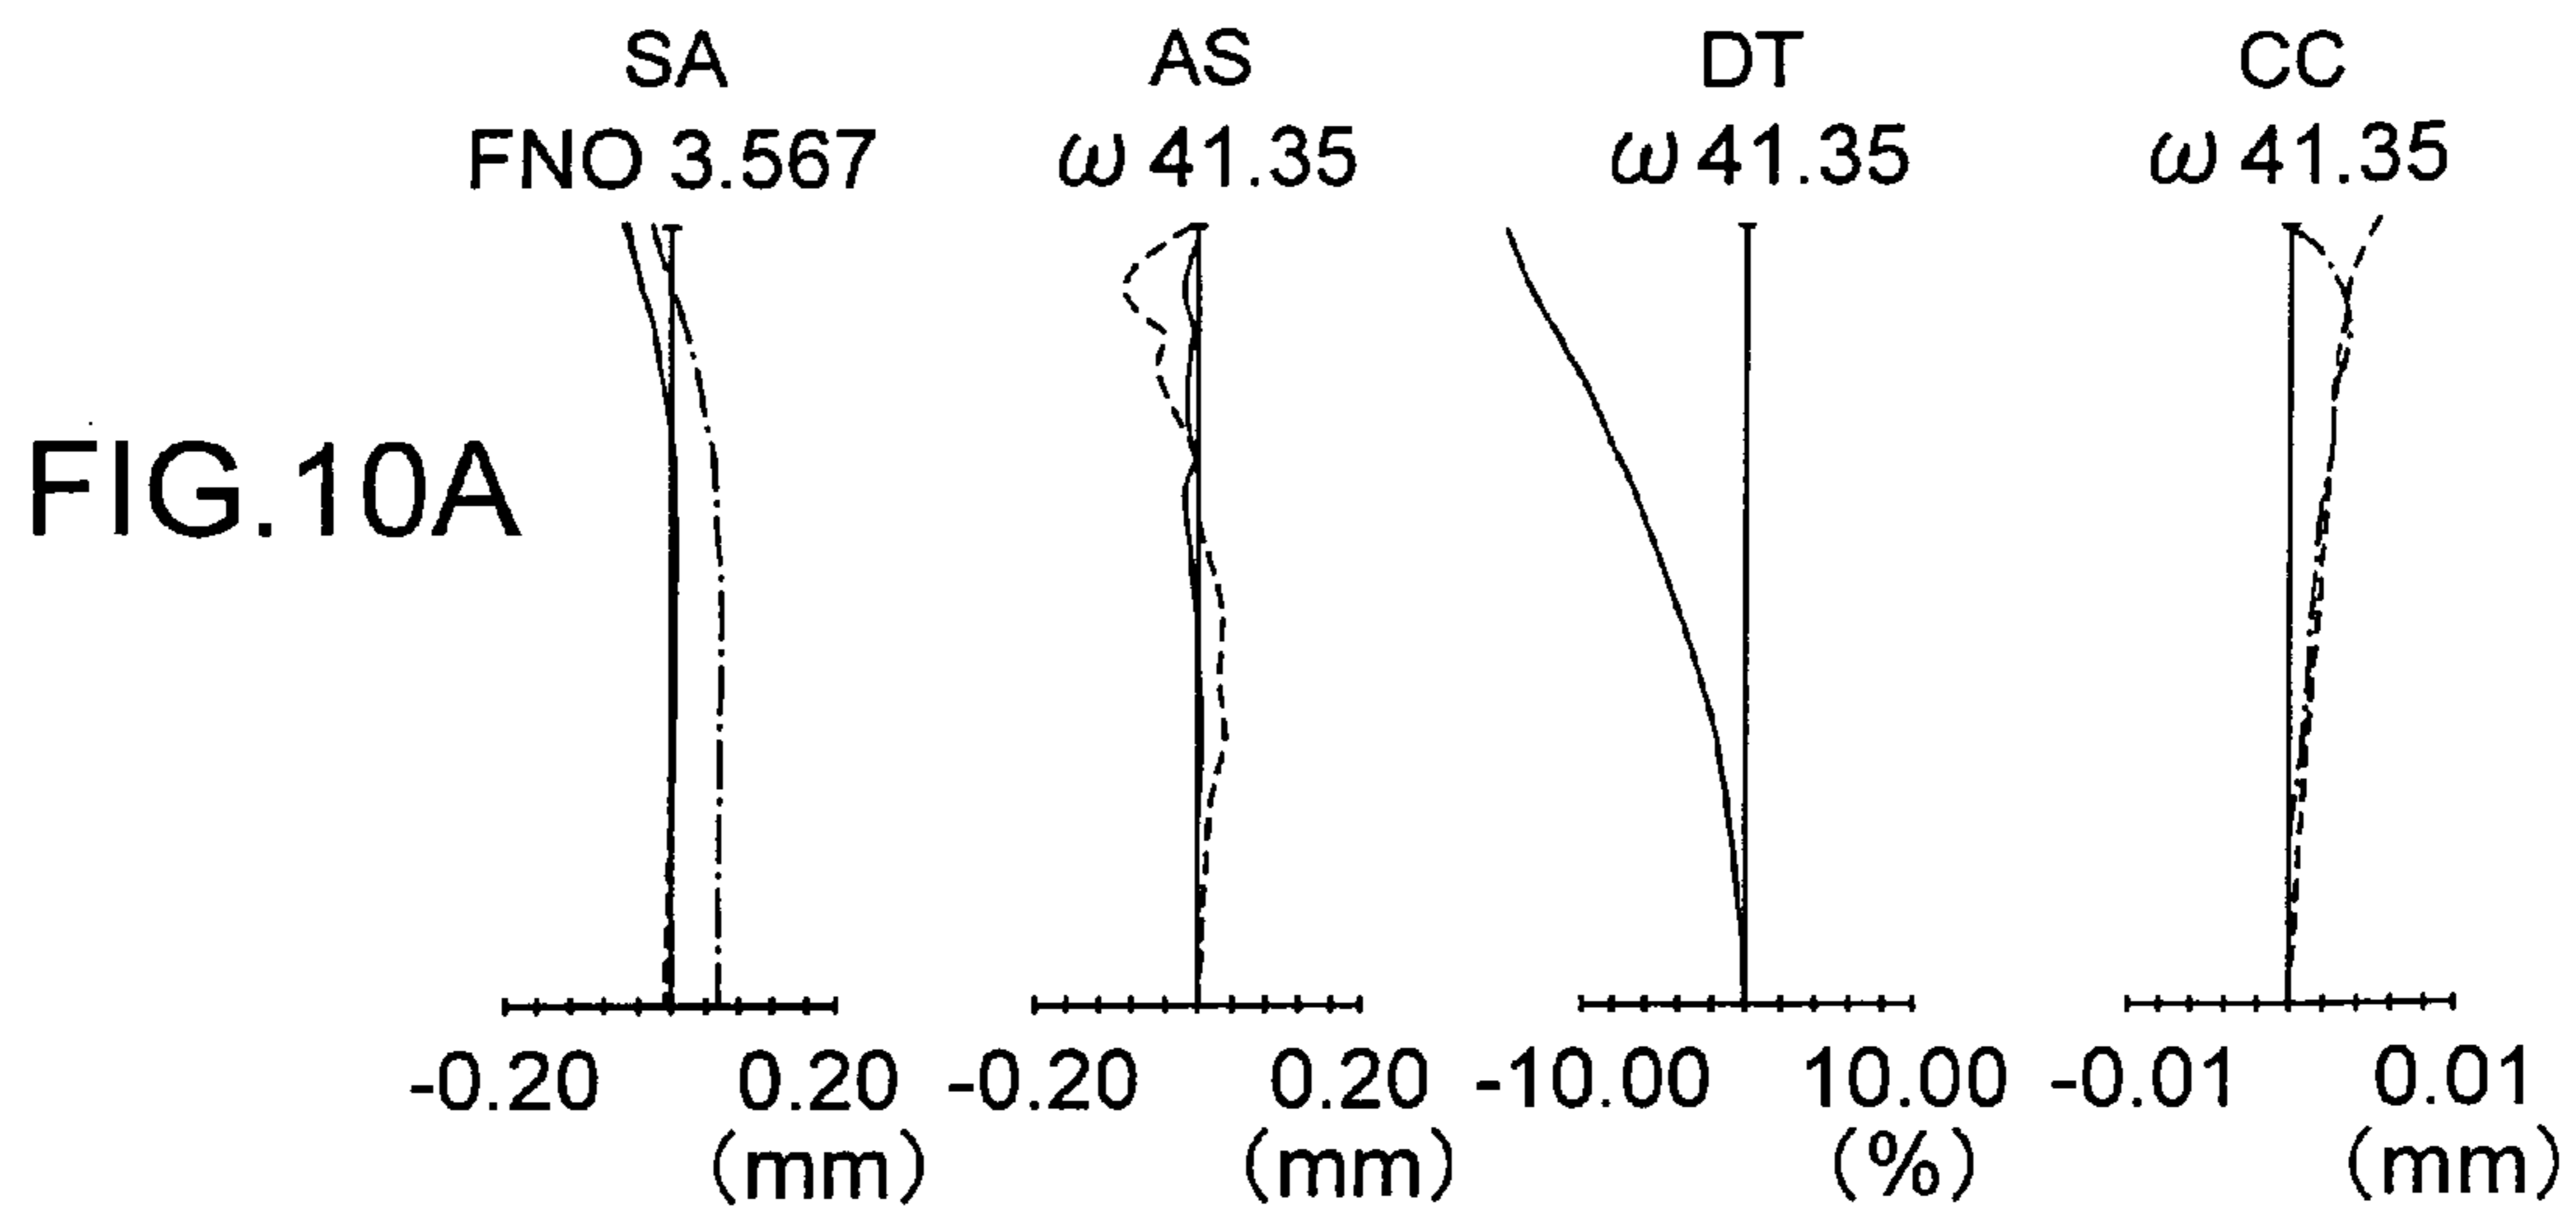 SA AS DT CC
FNO 3.567 ω 41.35 ω 41.35 ω 41.35
FIG.10A
-0.20 0.20 -0.20 0.20 -10.00 10.00 -0.01 0.01
(mm) (mm) (%) (mm)